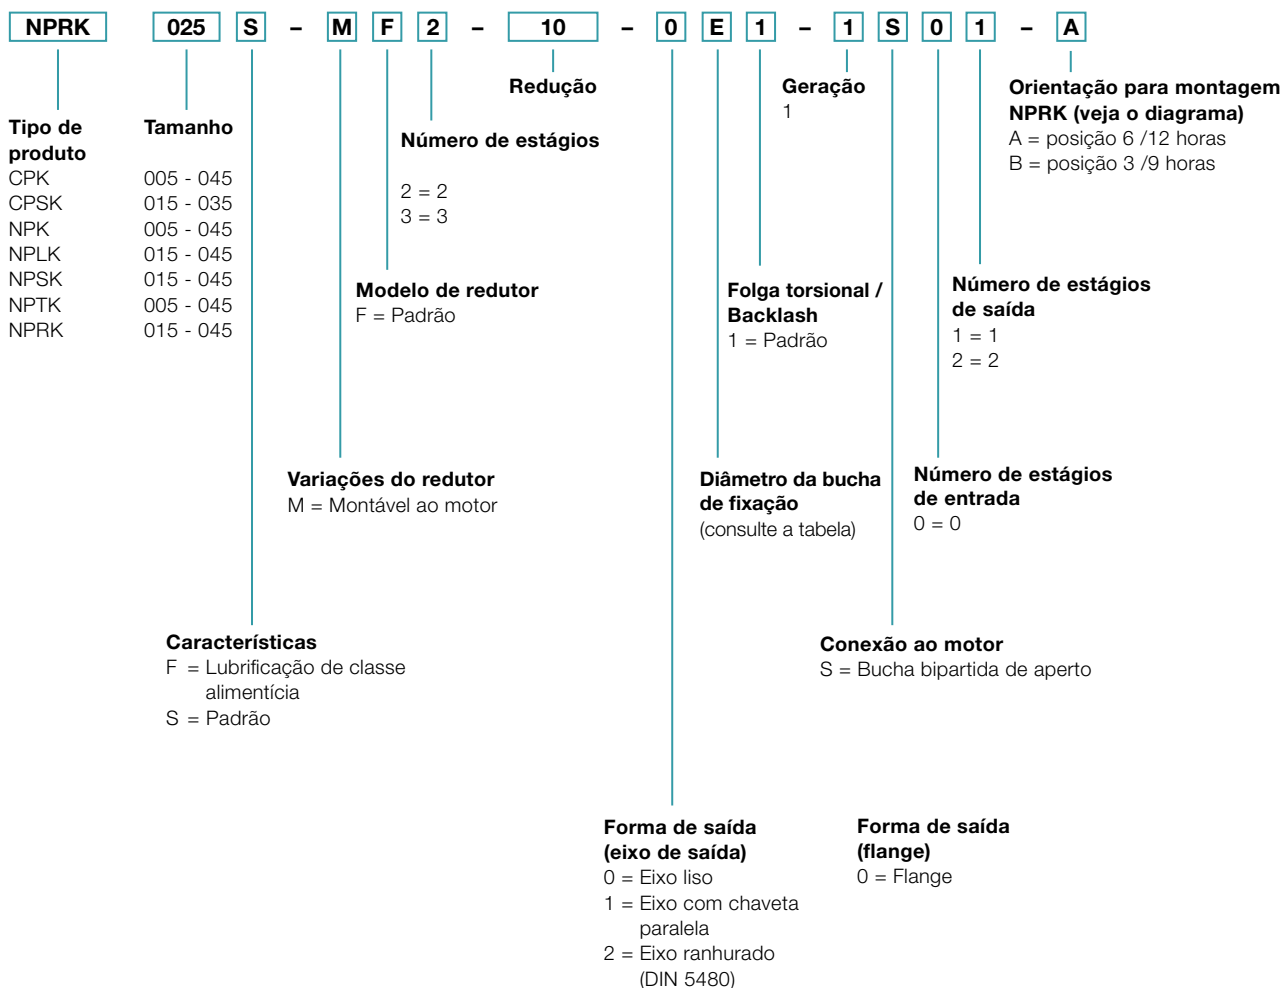 NPRK 025 S – M F 2 – 10 – 0 E 1 – 1 S 0 1 – A
Redução
Geração
1
Orientação para montagem
NPRK (veja o diagrama)
A = posição 6 /12 horas
B = posição 3 /9 horas
Tipo de
produto
Tamanho
CPK 005 - 045
CPSK 015 - 035
NPK 005 - 045
NPLK 015 - 045
NPSK 015 - 045
NPTK 005 - 045
NPRK 015 - 045
Número de estágios
2 = 2
3 = 3
Modelo de redutor
F = Padrão
Folga torsional /
Backlash
1 = Padrão
Número de estágios
de saída
1 = 1
2 = 2
Variações do redutor
M = Montável ao motor
Diâmetro da bucha
de fixação
(consulte a tabela)
Número de estágios
de entrada
0 = 0
Características
F = Lubrificação de classe
alimentícia
S = Padrão
Conexão ao motor
S = Bucha bipartida de aperto
Forma de saída
(eixo de saída)
0 = Eixo liso
1 = Eixo com chaveta
paralela
2 = Eixo ranhurado
(DIN 5480)
Forma de saída
(flange)
0 = Flange